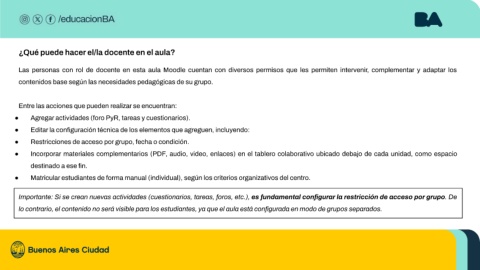 /educacionBA
BA
¿Qué puede hacer el/la docente en el aula?
Las personas con rol de docente en esta aula Moodle cuentan con diversos permisos que les permiten intervenir, complementar y adaptar los
contenidos base según las necesidades pedagógicas de su grupo.
Entre las acciones que pueden realizar se encuentran:
● Agregar actividades (foro PyR, tareas y cuestionarios).
● Editar la configuración técnica de los elementos que agreguen, incluyendo:
● Restricciones de acceso por grupo, fecha o condición.
● Incorporar materiales complementarios (PDF, audio, video, enlaces) en el tablero colaborativo ubicado debajo de cada unidad, como espacio
destinado a ese fin.
● Matricular estudiantes de forma manual (individual), según los criterios organizativos del centro.
Importante: Si se crean nuevas actividades (cuestionarios, tareas, foros, etc.), es fundamental configurar la restricción de acceso por grupo. De
lo contrario, el contenido no será visible para los estudiantes, ya que el aula está configurada en modo de grupos separados.
Buenos Aires Ciudad